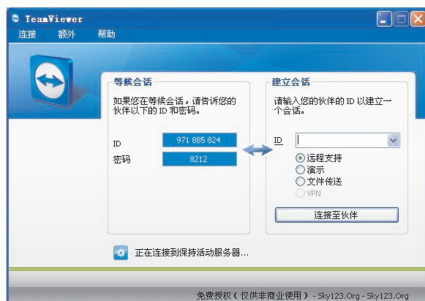 TeamViewer
连接 额外 帮助
等候会话
如果您在等候会话，请告诉您的
伙伴以下的 ID 和密码。
ID 971 885 824
密码 8212
建立会话
请输入您的伙伴的 ID 以建立一
个会话。
ID
远程支持
演示
文件传送
VPN
连接至伙伴
正在连接到保持活动服务器...
免费授权（仅供非商业使用） - Sky123.Org - Sky123.Org